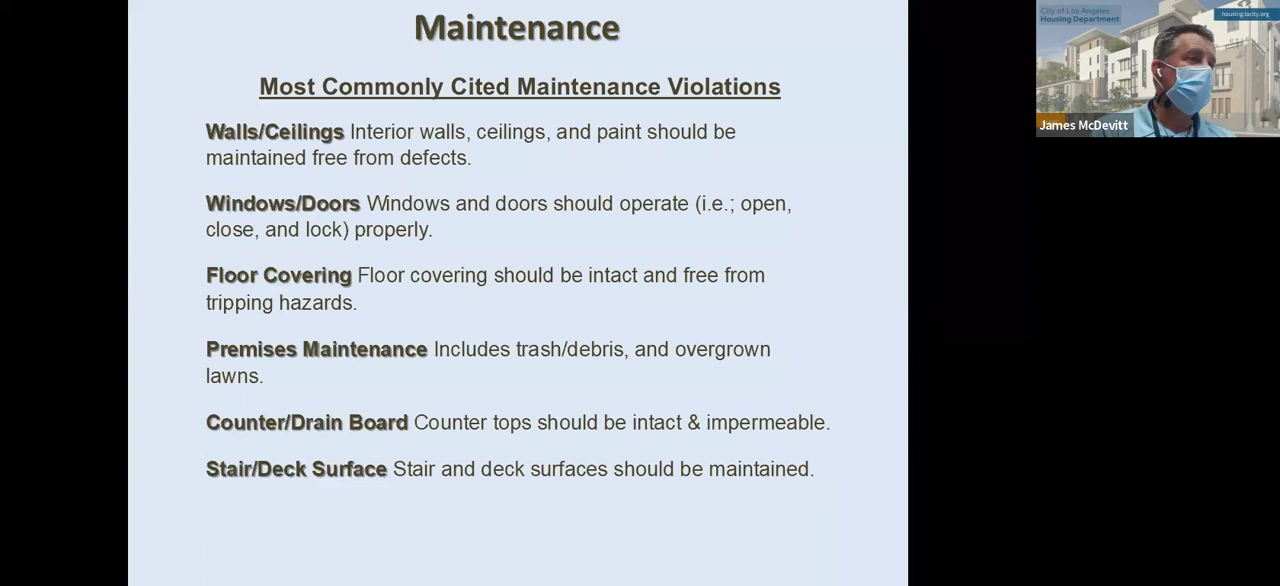 Maintenance
Most Commonly Cited Maintenance Violations
Walls/Ceilings Interior walls, ceilings, and paint should be
maintained free from defects.
Windows/Doors Windows and doors should operate (i.e.; open,
close, and lock) properly.
Floor Covering Floor covering should be intact and free from
tripping hazards.
Premises Maintenance Includes trash/debris, and overgrown
lawns.
Counter/Drain Board Counter tops should be intact & impermeable.
Stair/Deck Surface Stair and deck surfaces should be maintained.
City of Los Angeles
Housing Department
housing.lacity.org
James McDevitt